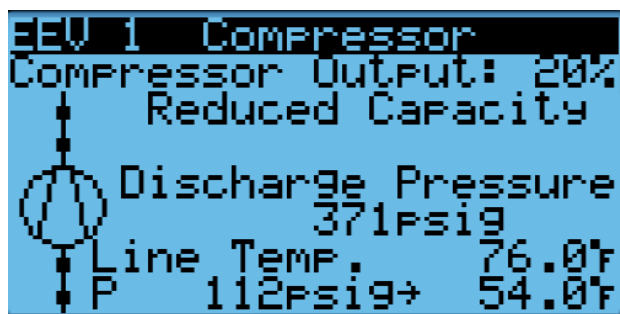 EEV 1 Compressor
Compressor Output: 20%
Reduced Capacity
Discharge Pressure
371psig
Line Temp. 76.0°F
P 112psig→ 54.0°F